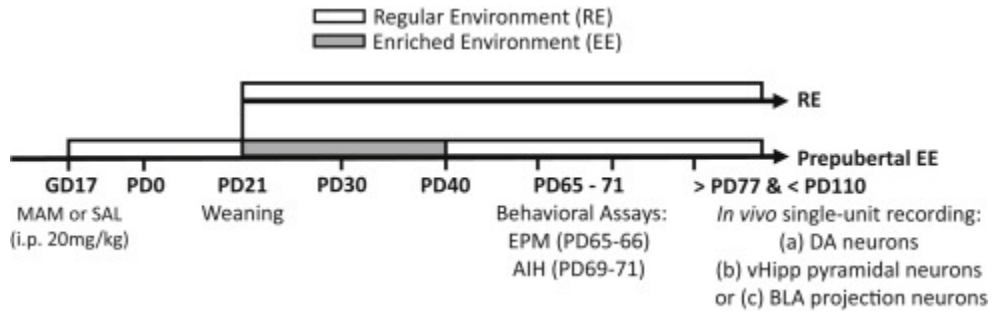 Regular Environment (RE)
Enriched Environment (EE)
RE
Prepubertal EE
GD17 PD0 PD21 PD30 PD40 PD65 - 71 > PD77 & < PD110
MAM or SAL Weaning Behavioral Assays: In vivo single-unit recording:
(i.p. 20mg/kg) EPM (PD65-66) (a) DA neurons
AIH (PD69-71) (b) vHipp pyramidal neurons
or (c) BLA projection neurons